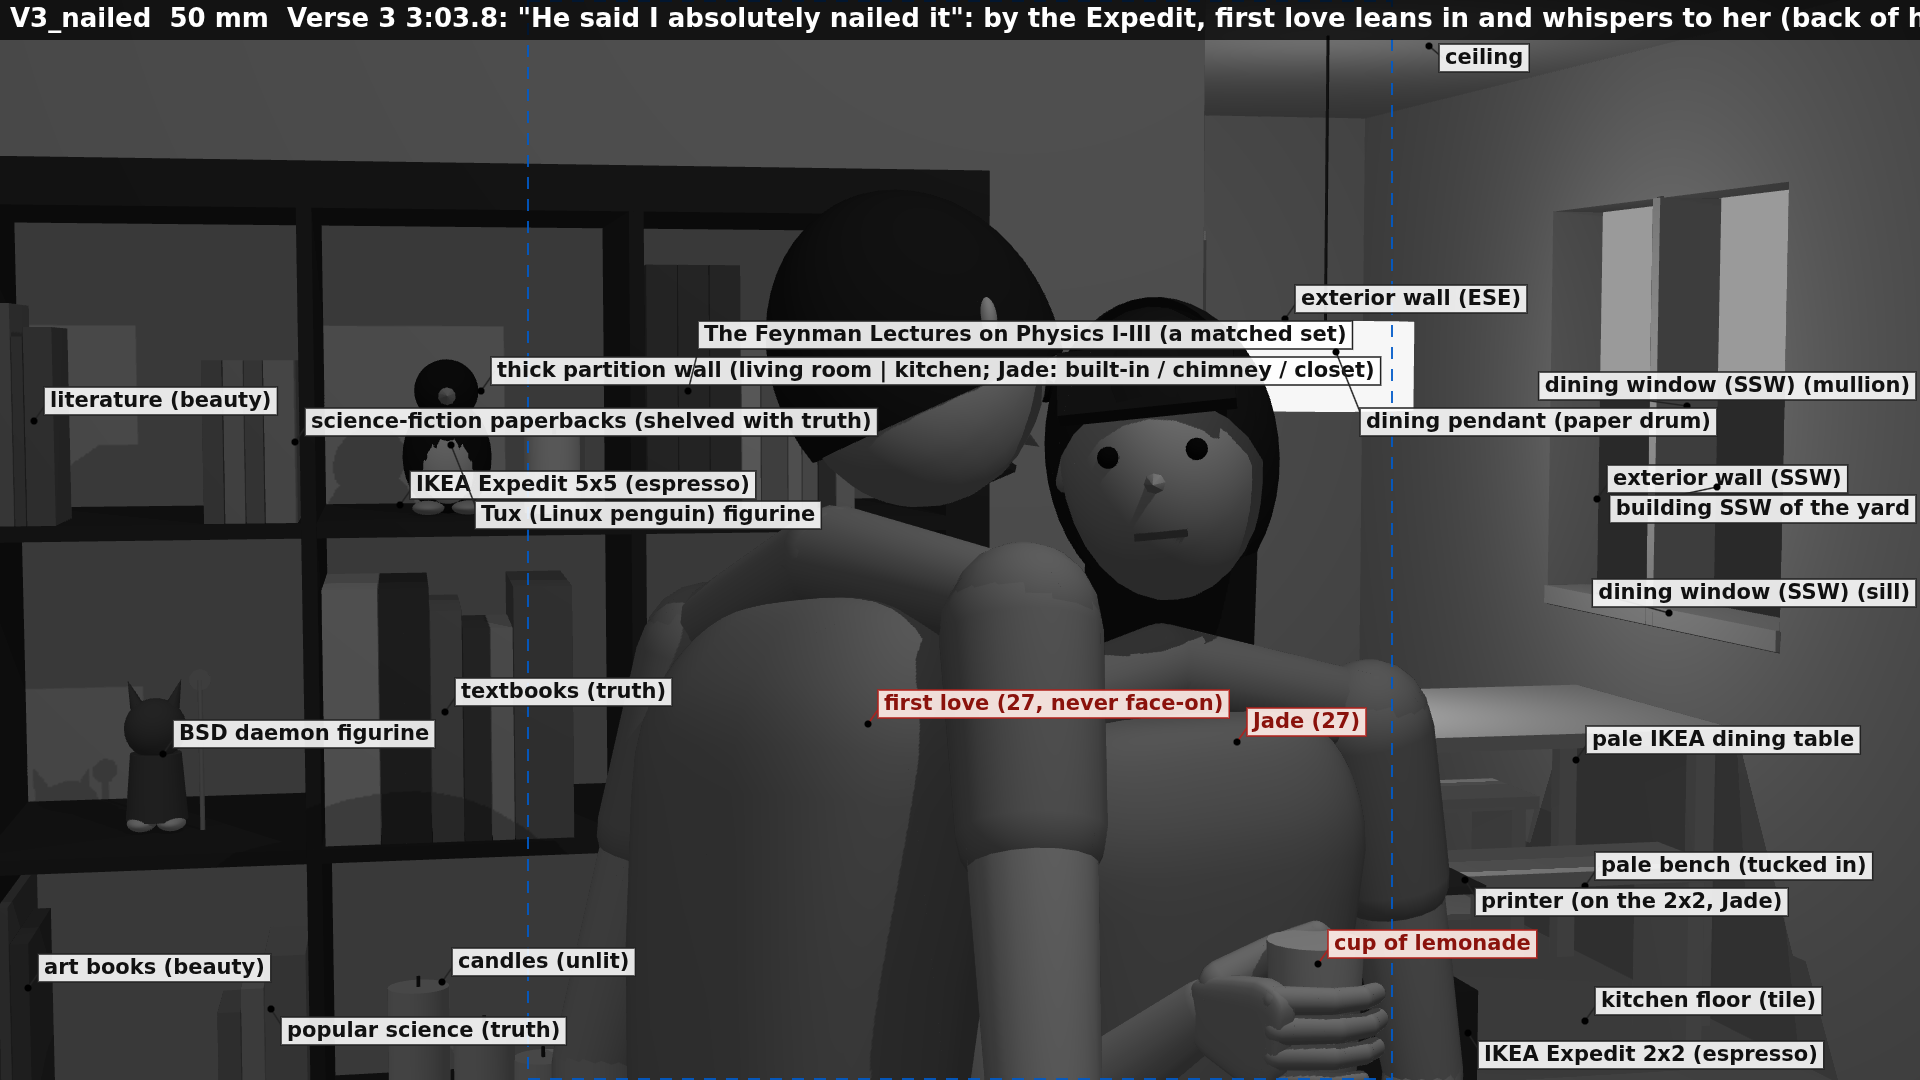 V3_nailed  50 mm  Verse 3 3:03.8: "He said I absolutely nailed it": by the Expedit, first love leans in and whispers to her (back of h
ceiling
exterior wall (ESE)
The Feynman Lectures on Physics I-III (a matched set)
thick partition wall (living room | kitchen; Jade: built-in / chimney / closet)
dining window (SSW) (mullion)
literature (beauty)
science-fiction paperbacks (shelved with truth)
dining pendant (paper drum)
exterior wall (SSW)
IKEA Expedit 5x5 (espresso)
building SSW of the yard
Tux (Linux penguin) figurine
dining window (SSW) (sill)
textbooks (truth)
first love (27, never face-on)
Jade (27)
BSD daemon figurine
pale IKEA dining table
pale bench (tucked in)
printer (on the 2x2, Jade)
cup of lemonade
candles (unlit)
art books (beauty)
kitchen floor (tile)
popular science (truth)
IKEA Expedit 2x2 (espresso)